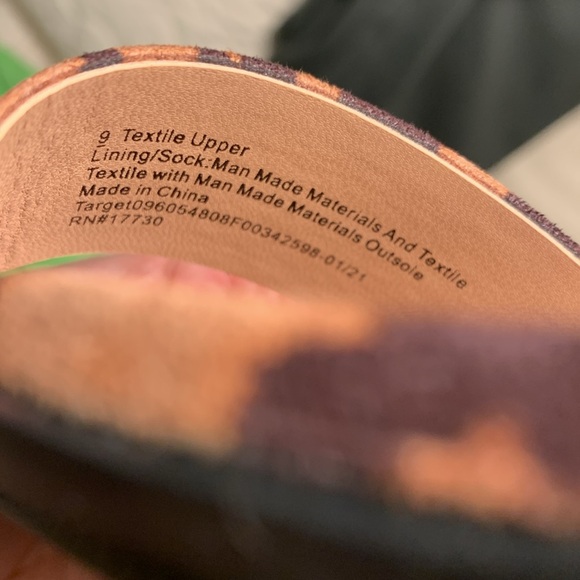 9 Textile Upper
Lining/Sock:Man Made Materials And Textile
Textile with Man Made Materials Outsole
Made in China
Target096054808F00342598-01/21
RN#17730